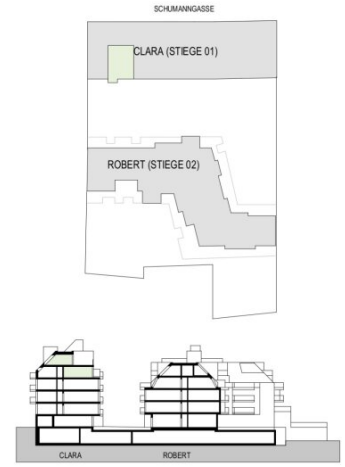 SCHUMANNGASSE
CLARA (STIEGE 01)
ROBERT (STIEGE 02)
CLARA ROBERT